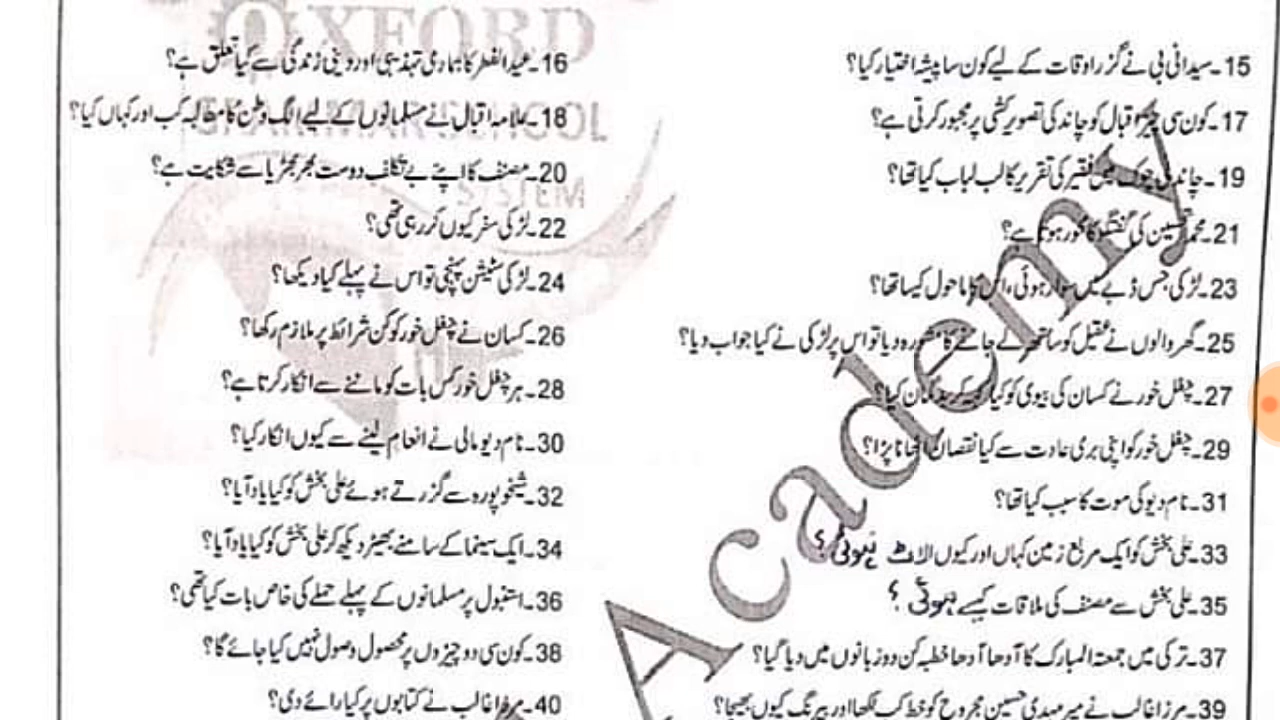 OXFORD
GRAMMAR SCHOOL
SYSTEM
Academy
15۔سیدانی بی نے گزر اوقات کے لیے کون سا پیشہ اختیار کیا؟
16۔عیدالفطر کا ہماری تہذیبی اور دینی زندگی سے کیا تعلق ہے؟
17۔کون سی چیز اقبال کو چاند کی تصویر کشی پر مجبور کرتی ہے؟
18۔علامہ اقبال نے مسلمانوں کے لیے الگ وطن کا مطالبہ کب اور کہاں کیا؟
19۔چاندنی چوک میں فقیر کی تقریر کا لب لباب کیا تھا؟
20۔مصنف کا اپنے بے تکلف دوست بجر بجڑیا سے شکایت ہے؟
21۔محمد حسین کی گفتگو کا محور ہوتا ہے؟
22۔لڑکی سفر کیوں کر رہی تھی؟
23۔لڑکی جس ڈبے میں سوار ہوئی، اس کا ماحول کیسا تھا؟
24۔لڑکی سٹیشن پہنچی تو اس نے پہلے کیا دیکھا؟
25۔گھر والوں نے عقیل کو ساتھ لے جانے کا مشورہ دیا تو اس پر لڑکی نے کیا جواب دیا؟
26۔کسان نے چغل خور کو کن شرائط پر ملازم رکھا؟
27۔چغل خور نے کسان کی بیوی کو کیا کہہ کر بدگمان کیا؟
28۔ہر چغل خور کس بات کو ماننے سے انکار کرتا ہے؟
29۔چغل خور کو اپنی بری عادت سے کیا نقصان اٹھانا پڑا؟
30۔نام دیو مالی نے انعام لینے سے کیوں انکار کیا؟
31۔نام دیو کی موت کا سبب کیا تھا؟
32۔شیخوپورہ سے گزرتے ہوئے علی بخش کو کیا یاد آیا؟
33۔علی بخش کو ایک مربع زمین کہاں اور کیوں الاٹ ہوئی؟
34۔ایک سینما کے سامنے بھیڑ دیکھ کر علی بخش کو کیا یاد آیا؟
35۔علی بخش سے مصنف کی ملاقات کیسے ہوئی؟
36۔استنبول پر مسلمانوں کے پہلے حملے کی خاص بات کیا تھی؟
37۔ترکی میں جمعتہ المبارک کا آدھا آدھا خطبہ کن دو زبانوں میں دیا گیا؟
38۔کون سی دو چیزوں پر محصول وصول نہیں کیا جائے گا؟
39۔مرزا غالب نے میر مہدی حسین مجروح کو خط کب لکھا اور بیرنگ کیوں بھیجا؟
40۔مرزا غالب نے کتابوں پر کیا رائے دی؟